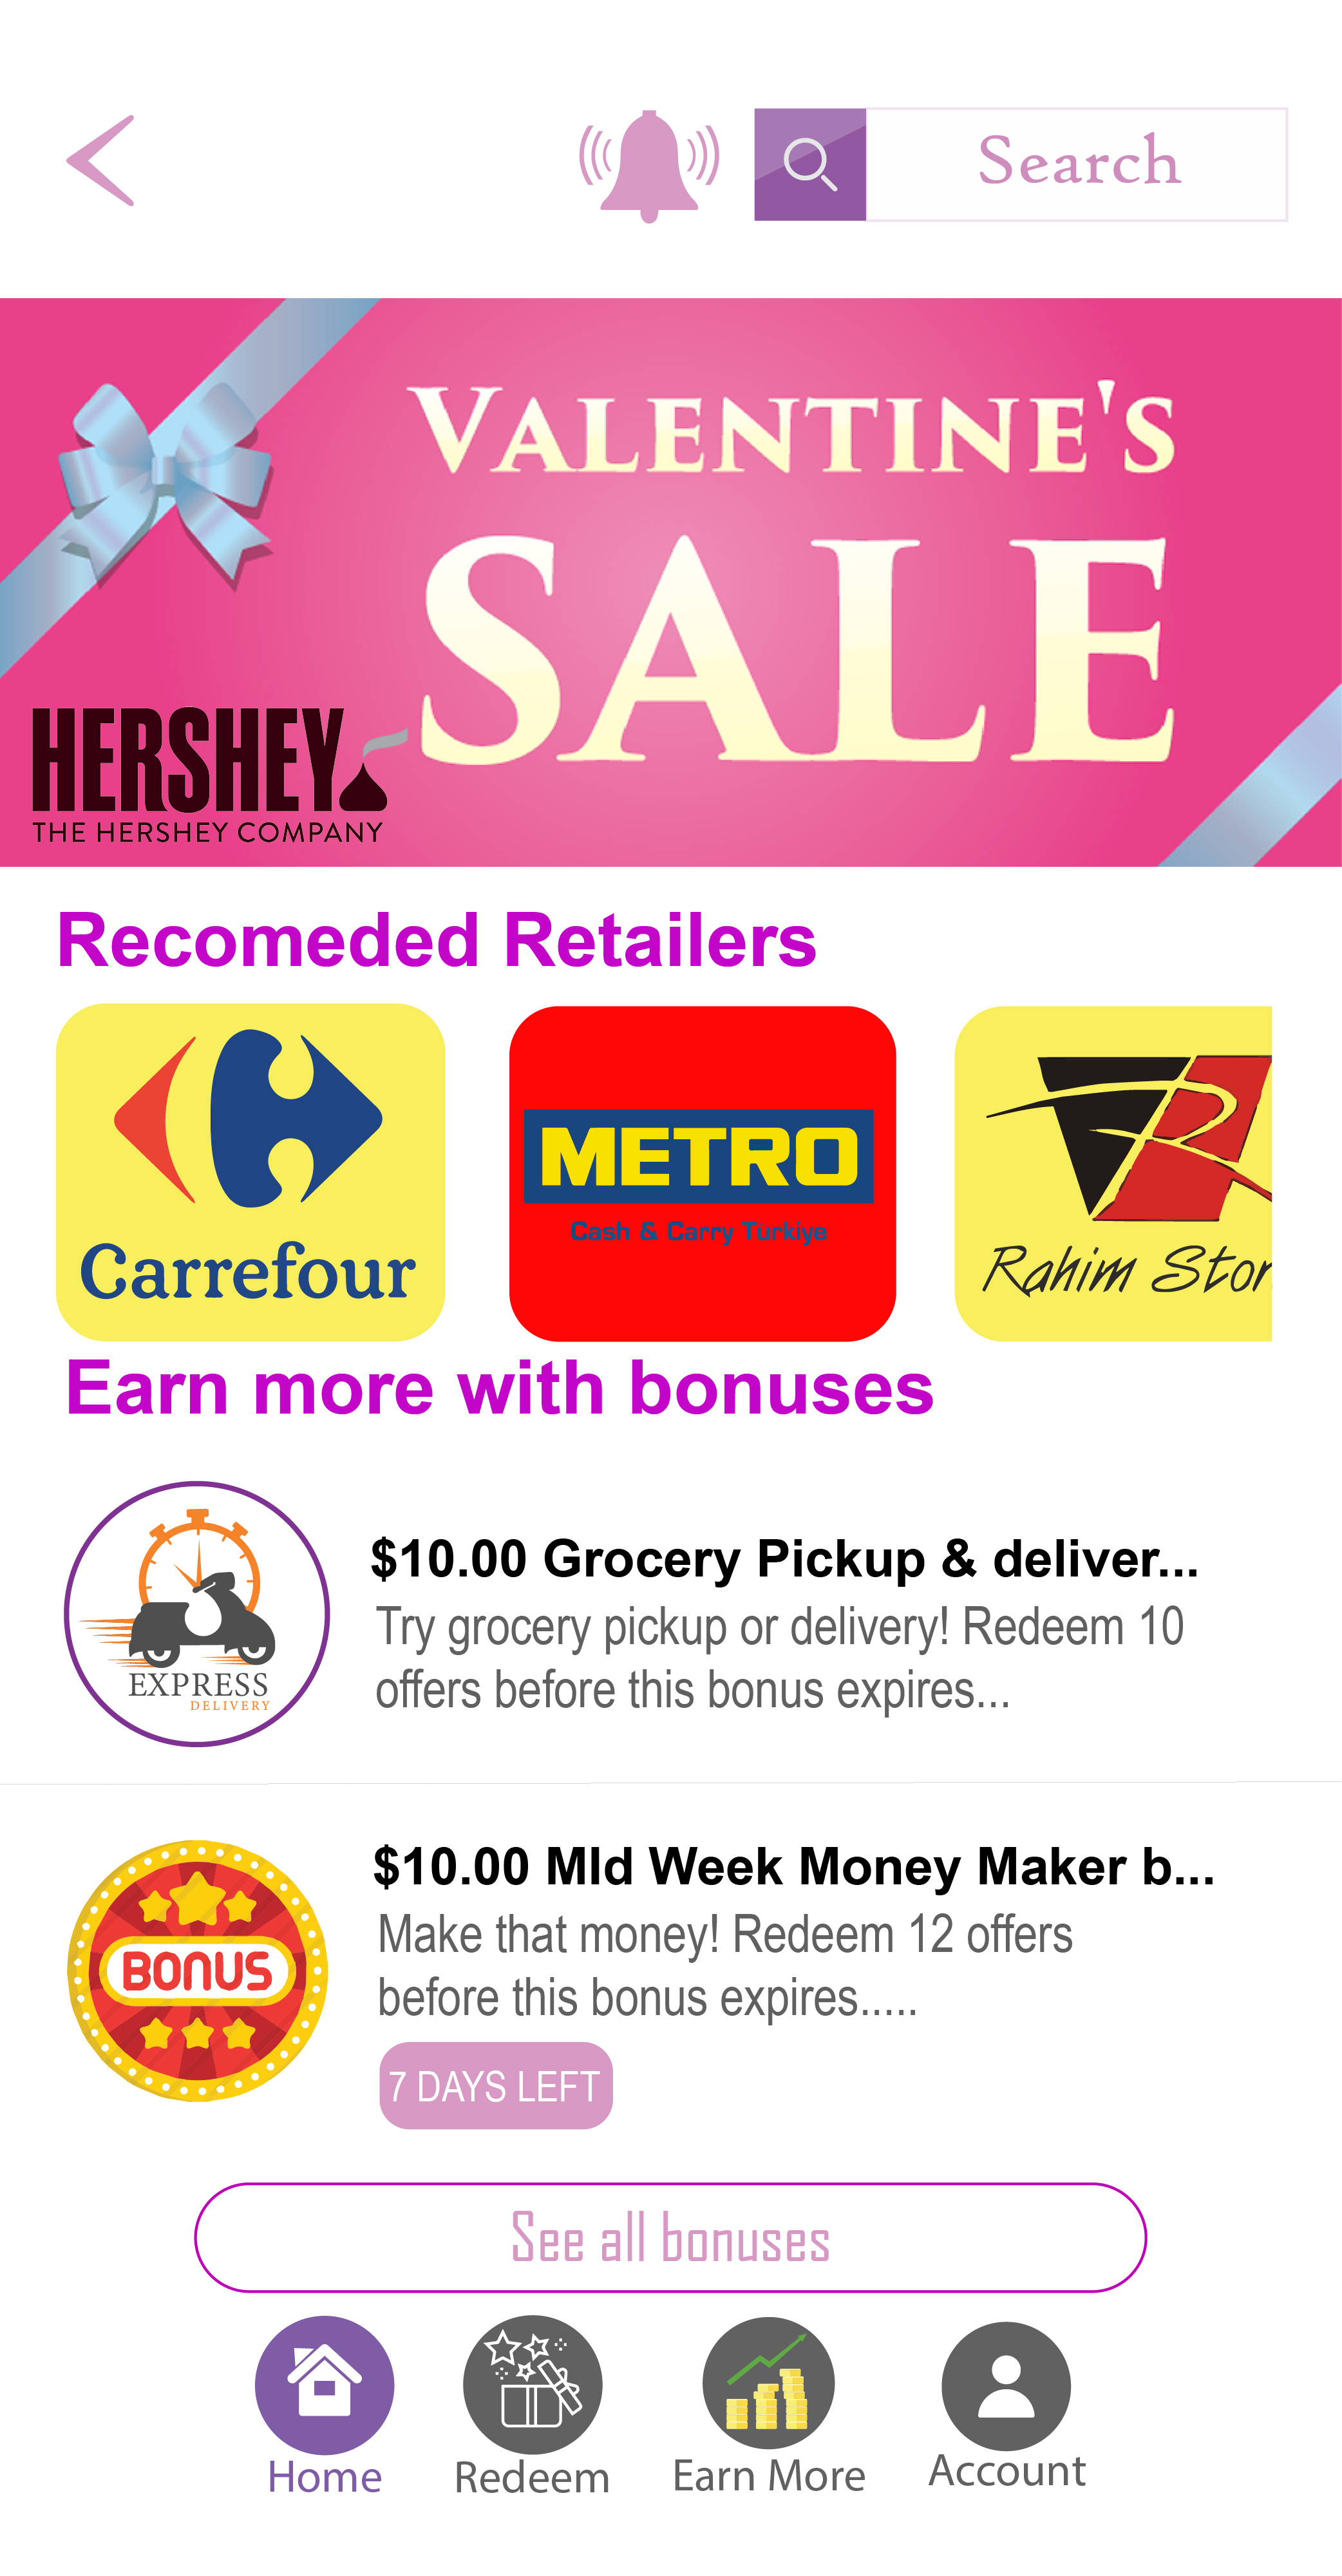 Search
VALENTINE'S
SALE
HERSHEY
THE HERSHEY COMPANY
Recomeded Retailers
Carrefour
METRO
Cash & Carry Turkiye
Rahim Stor
Earn more with bonuses
EXPRESS
DELIVERY
$10.00 Grocery Pickup & deliver...
Try grocery pickup or delivery! Redeem 10
offers before this bonus expires...
BONUS
$10.00 MId Week Money Maker b...
Make that money! Redeem 12 offers
before this bonus expires.....
7 DAYS LEFT
See all bonuses
Home
Redeem
Earn More
Account